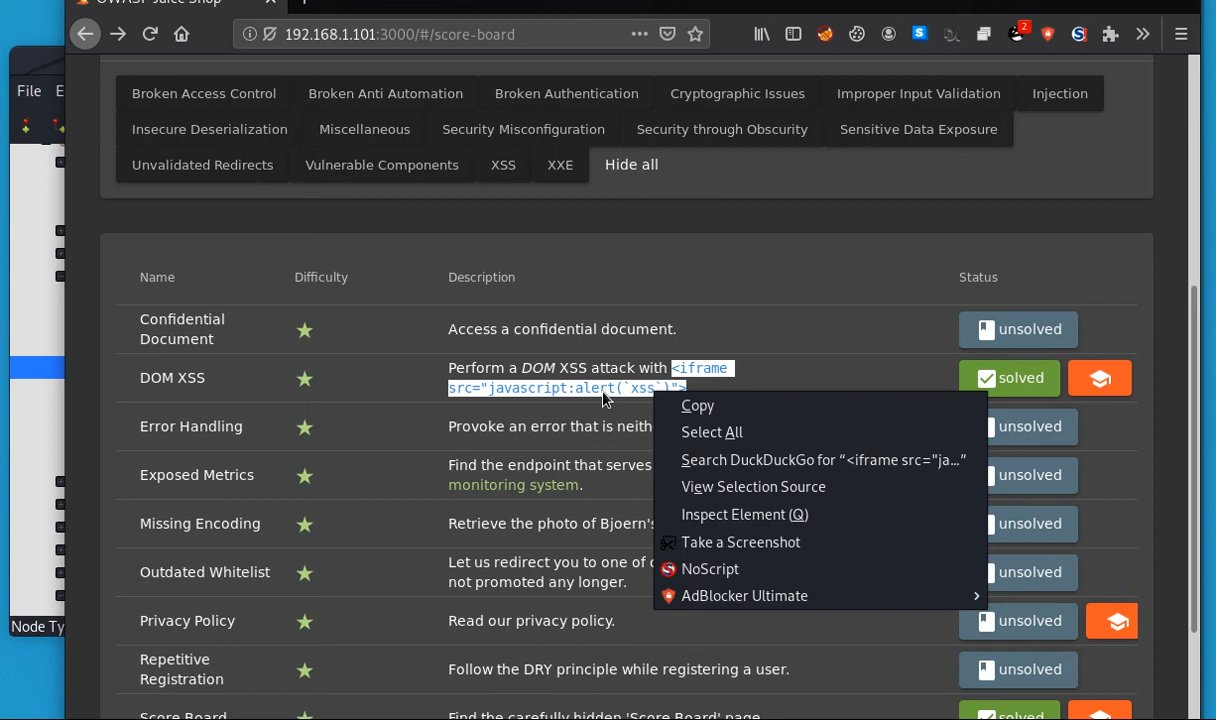 OWASP Juice Shop
192.168.1.101:3000/#/score-board
2
File E
Broken Access Control Broken Anti Automation Broken Authentication Cryptographic Issues Improper Input Validation Injection
Insecure Deserialization Miscellaneous Security Misconfiguration Security through Obscurity Sensitive Data Exposure
Unvalidated Redirects Vulnerable Components XSS XXE Hide all
Name Difficulty Description Status
Confidential
Document
Access a confidential document.
unsolved
DOM XSS
Perform a DOM XSS attack with <iframe
src="javascript:alert(`xss`)">
solved
Copy
Select All
Search DuckDuckGo for “<iframe src="ja…”
View Selection Source
Inspect Element (Q)
Take a Screenshot
NoScript
AdBlocker Ultimate
Error Handling
Provoke an error that is neith
unsolved
Exposed Metrics
Find the endpoint that serves
monitoring system.
unsolved
Missing Encoding
Retrieve the photo of Bjoern's
unsolved
Outdated Whitelist
Let us redirect you to one of
not promoted any longer.
unsolved
Node Ty
Privacy Policy
Read our privacy policy.
unsolved
Repetitive
Registration
Follow the DRY principle while registering a user.
unsolved
Score Board
Find the carefully hidden 'Score Board' page.
solved